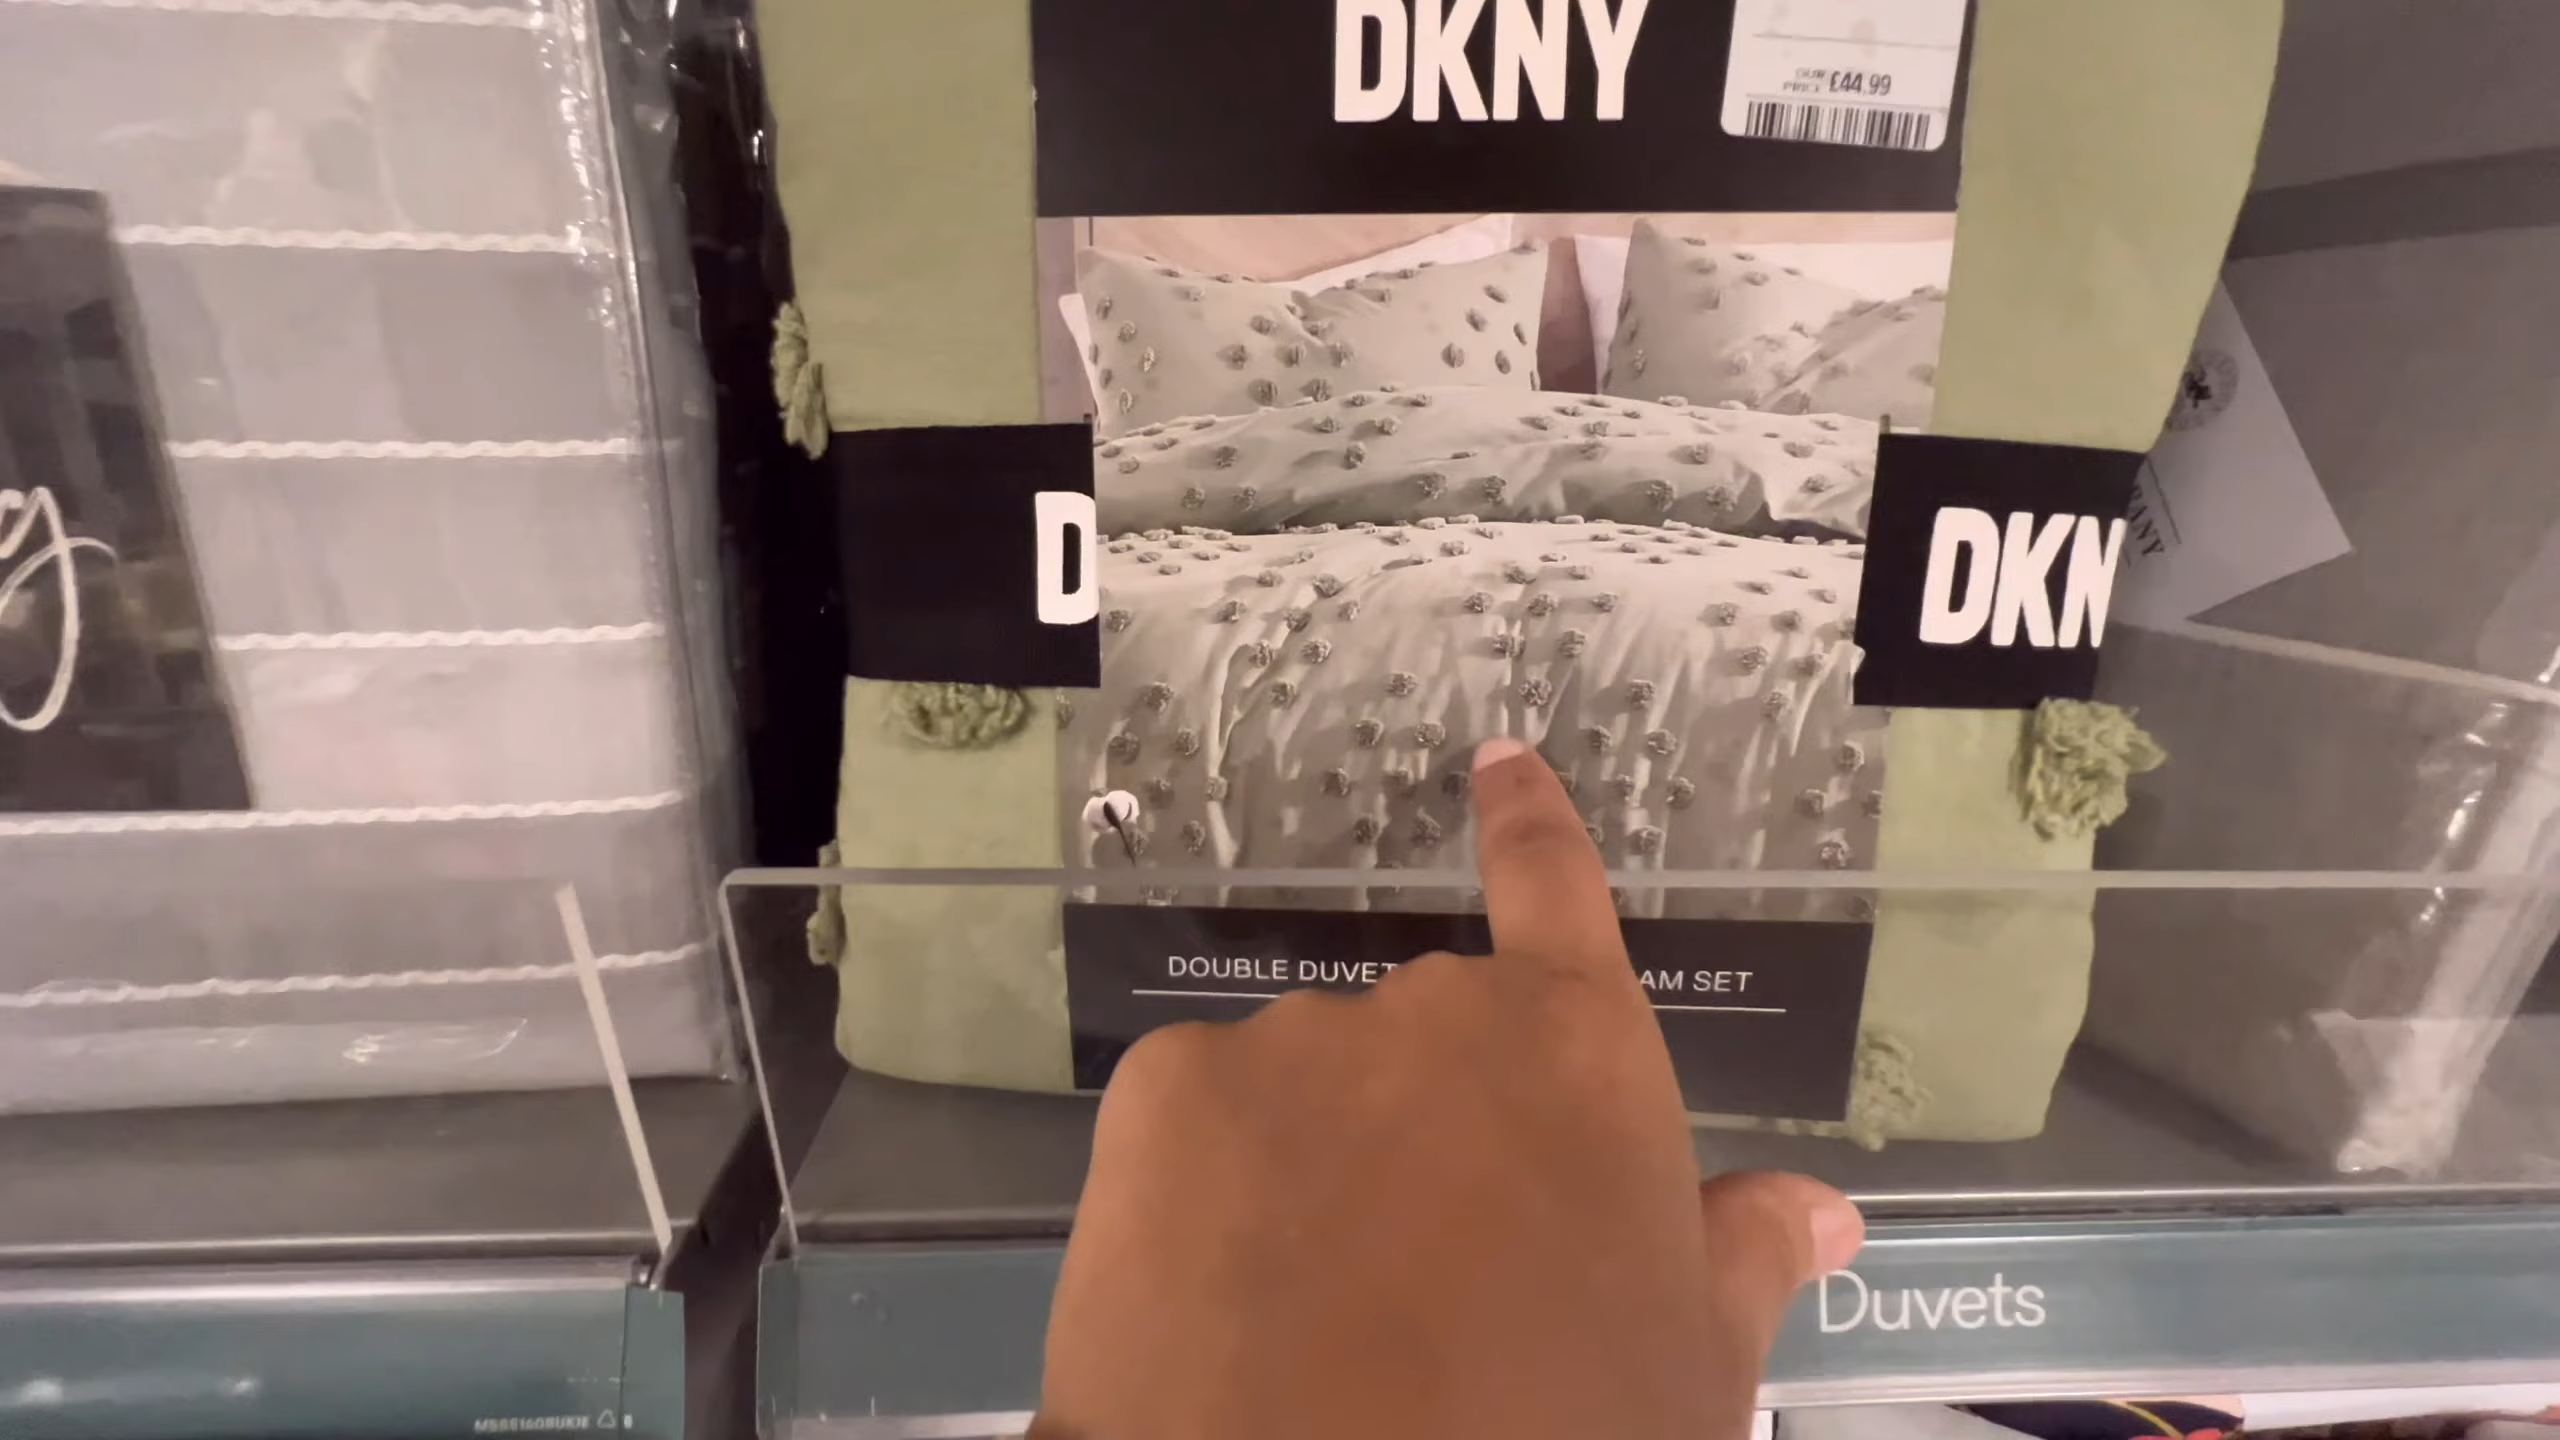 DKNY
OUR
PRICE £44.99
D
DKN
g
DOUBLE DUVET
AM SET
Duvets